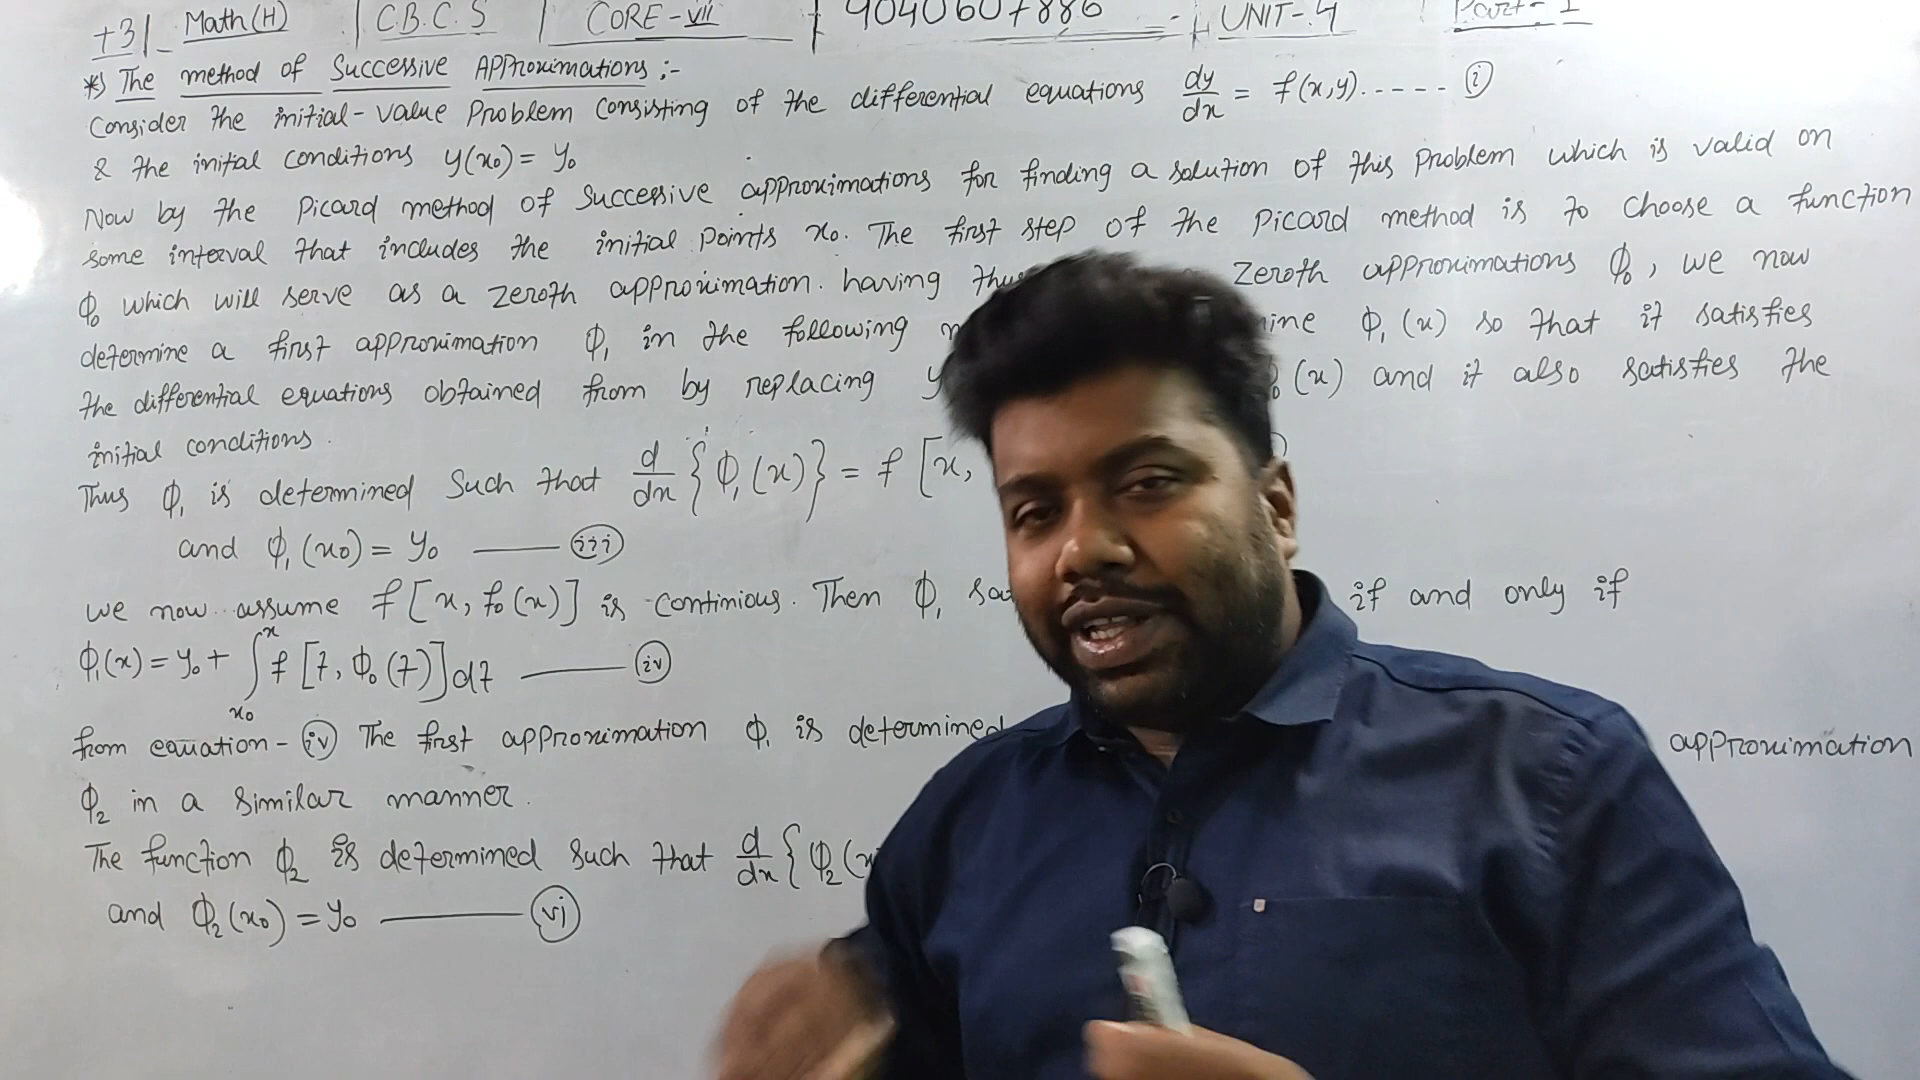 +3| Math(H) | C.B.C.S | CORE-VII | 9040607886 UNIT-4 Part-I
*) The method of Successive Approximations :-
Consider the initial-value Problem Consisting of the differential equations dy/dx = f(x,y)..... (i)
& the initial conditions y(x₀) = y₀
Now by the Picard method of Successive approximations for finding a solution of this problem which is valid on
some interval that includes the initial points x₀. The first step of the Picard method is to choose a function
ϕ₀ which will serve as a zeroth approximation. having thus zeroth approximations ϕ₀, we now
determine a first approximation ϕ₁ in the following ϕ₁(x) so that it satisfies
the differential equations obtained from by replacing y (x) and it also satisfies the
initial conditions.
Thus ϕ₁ is determined Such that d/dx {ϕ₁(x)} = f [x,
and ϕ₁(x₀) = y₀ —— (iii)
we now assume f[x, f₀(x)] is continious. Then ϕ₁ if and only if
ϕ₁(x) = y₀ + ∫ₓ₀ˣ f[t, ϕ₀(t)]dt —— (iv)
from eauation - (iv) The first approximation ϕ₁ is determined approximation
ϕ₂ in a similar manner.
The function ϕ₂ is determined such that d/dx {ϕ₂(x
and ϕ₂(x₀) = y₀ —— (vi)